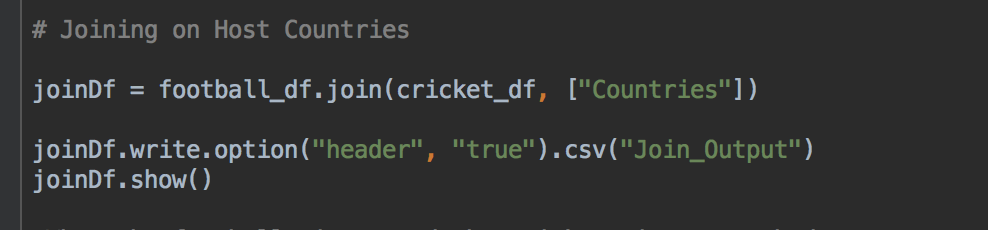 # Joining on Host Countries
joinDf = football_df.join(cricket_df, ["Countries"])
joinDf.write.option("header", "true").csv("Join_Output")
joinDf.show()